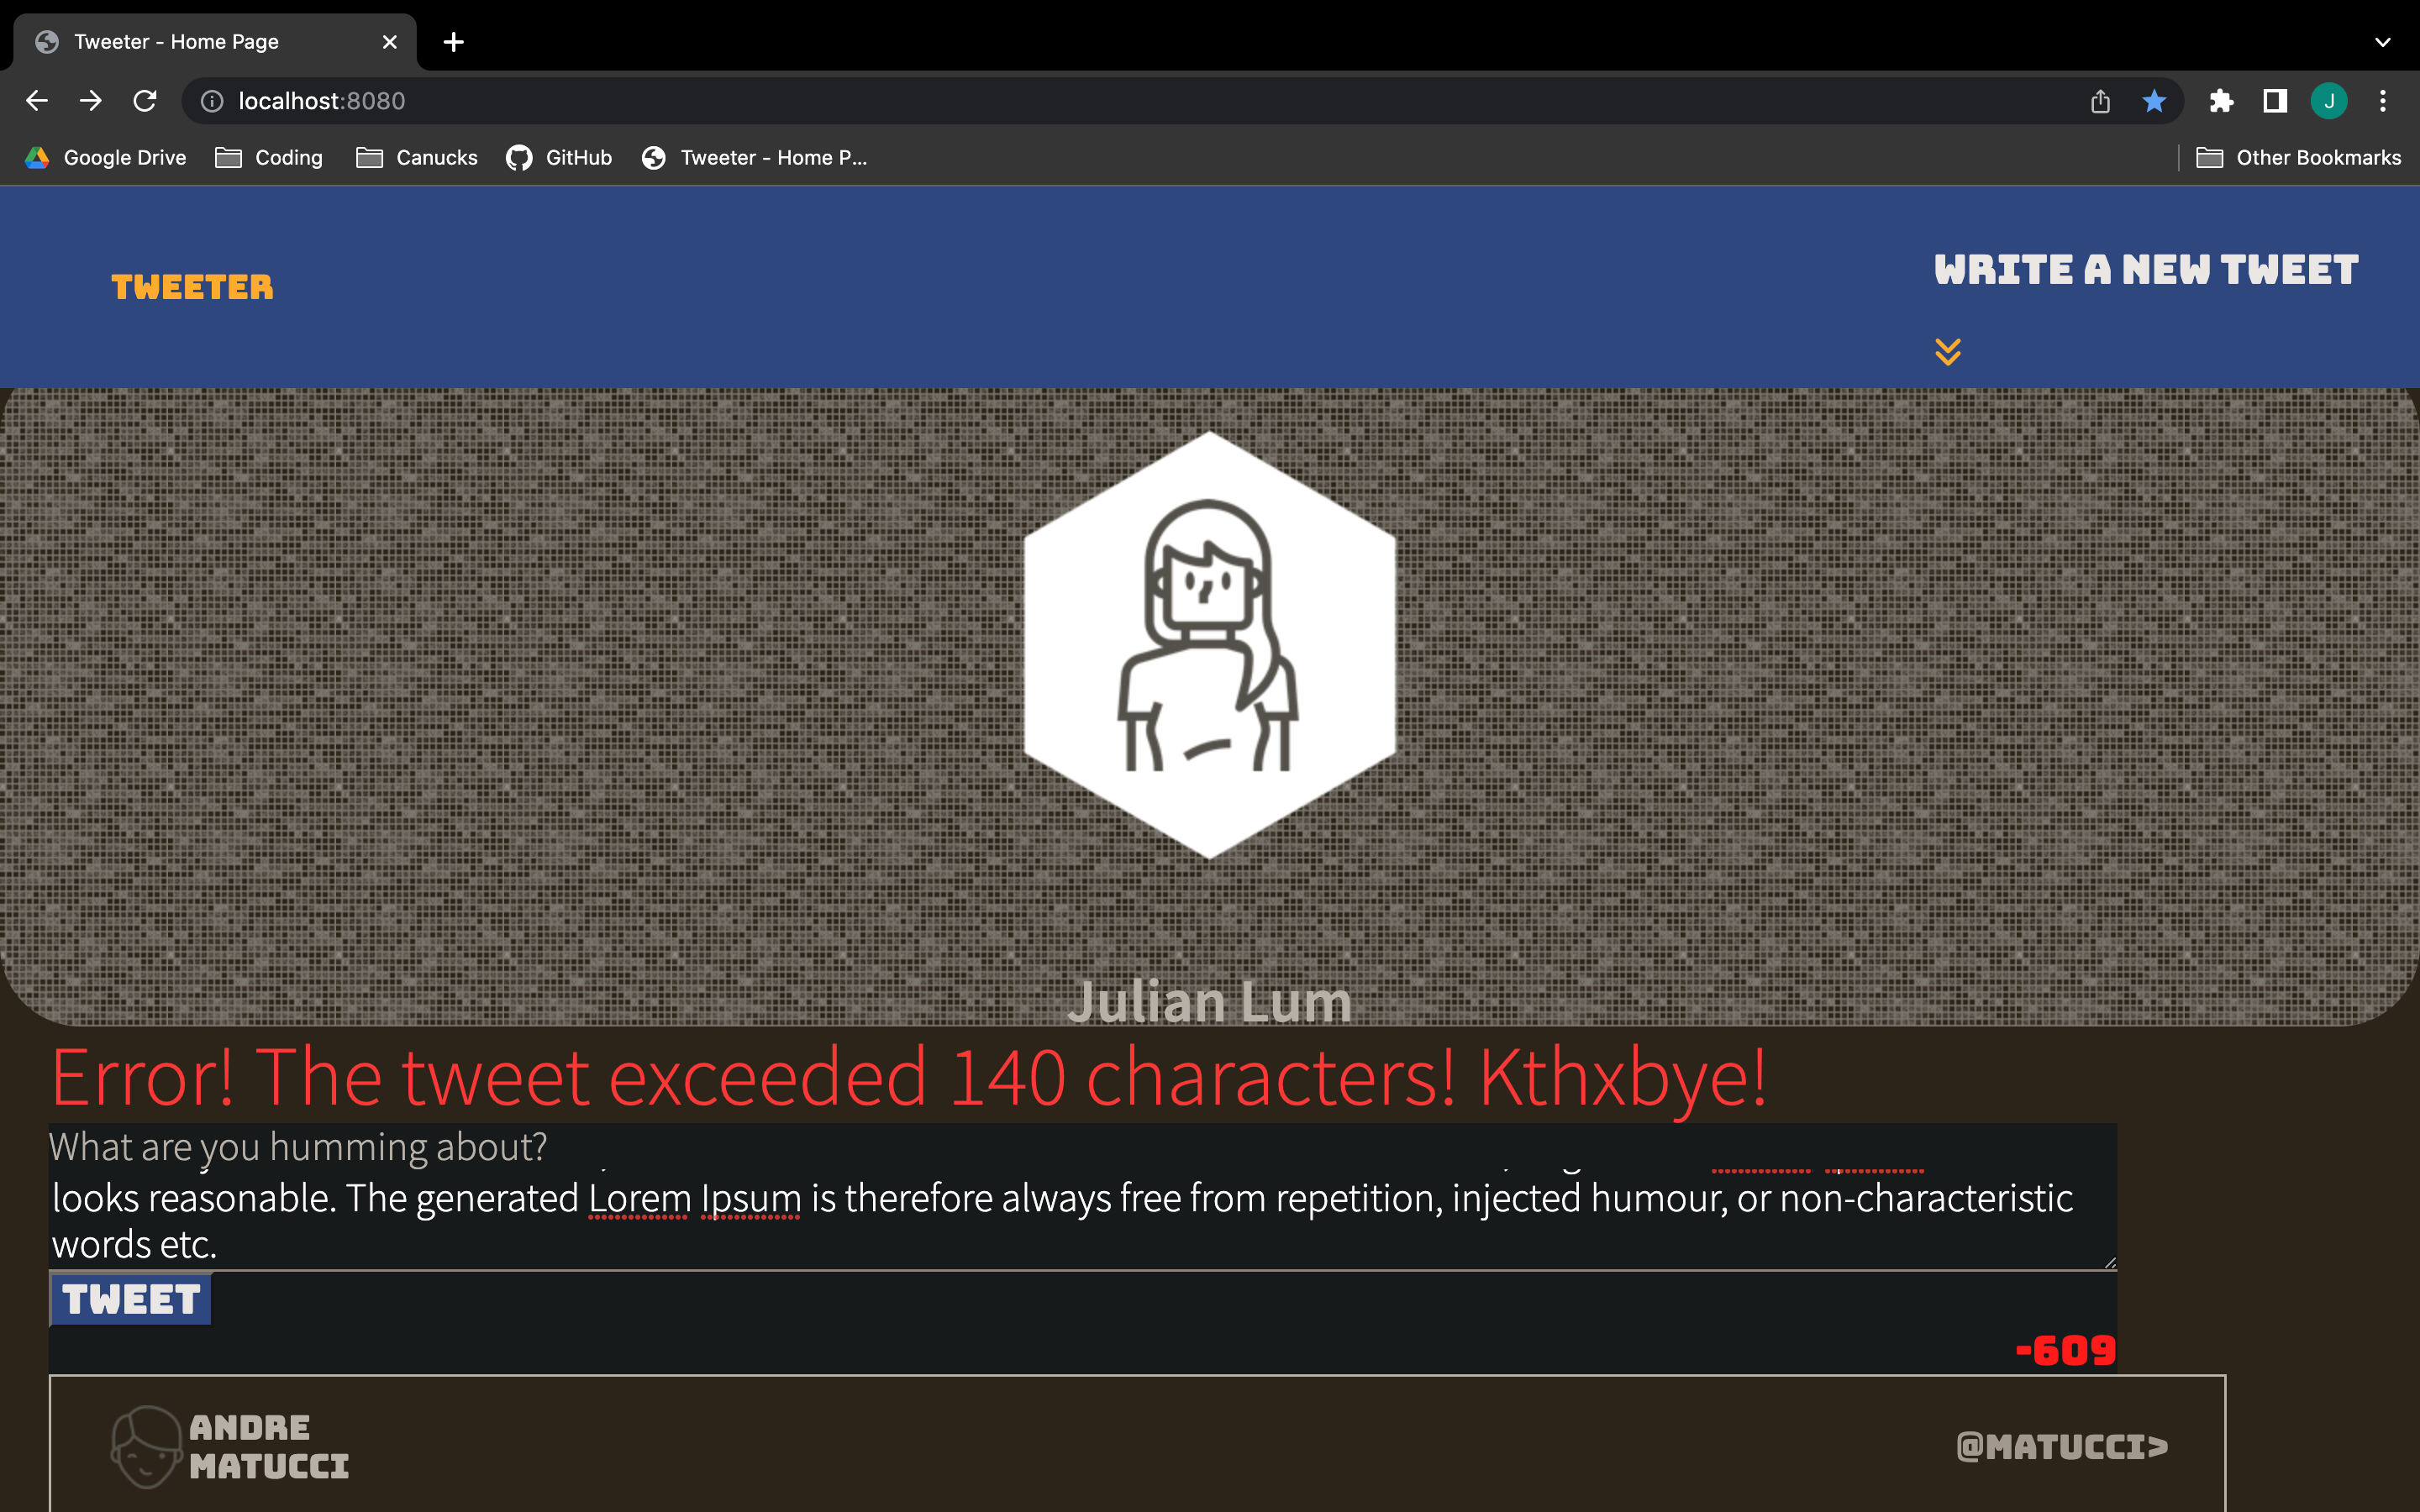 Tweeter - Home Page
localhost:8080
J
Google Drive
Coding
Canucks
GitHub
Tweeter - Home P...
Other Bookmarks
TWEETER
WRITE A NEW TWEET
Julian Lum
Error! The tweet exceeded 140 characters! Kthxbye!
What are you humming about?
looks reasonable. The generated Lorem Ipsum is therefore always free from repetition, injected humour, or non-characteristic
words etc.
TWEET
-609
ANDRE
MATUCCI
@MATUCCI>